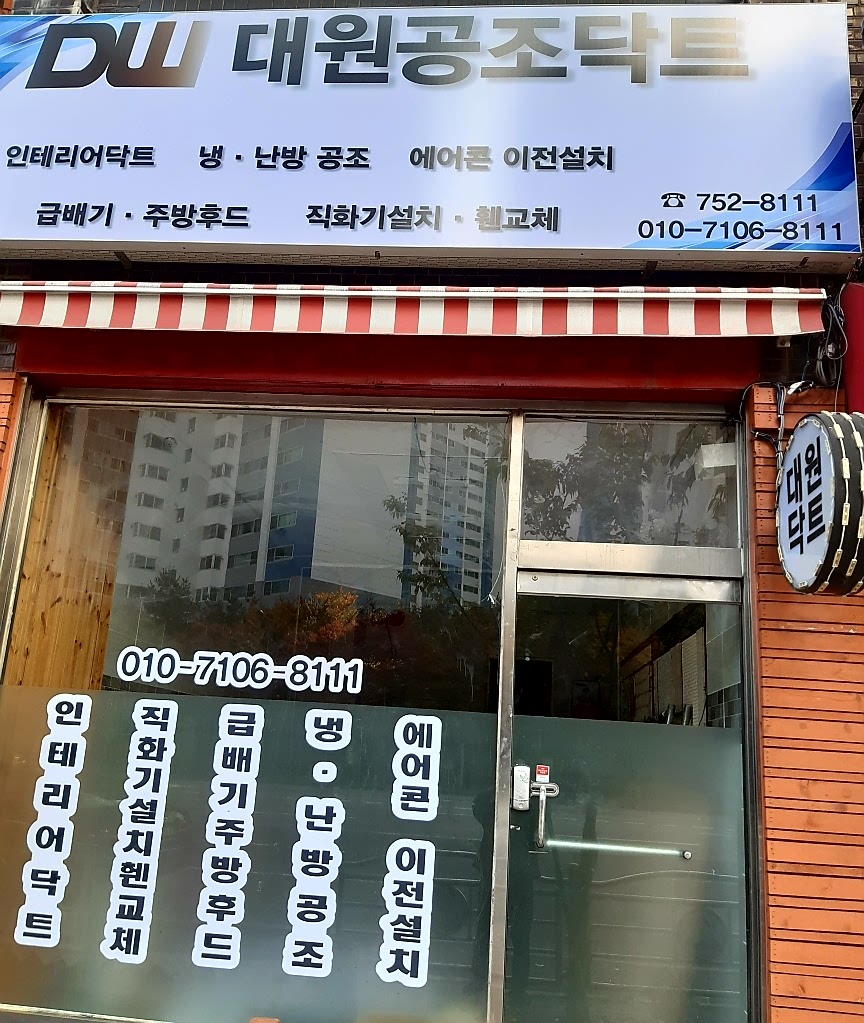 DW 대원공조닥트
인테리어닥트 냉·난방 공조 에어콘 이전설치
급배기·주방후드 직화기설치·휀교체
☎ 752-8111
010-7106-8111
대원
닥트
010-7106-8111
인테리어닥트
직화기설치휀교체
급배기주방후드
냉·난방공조
에어콘 이전설치